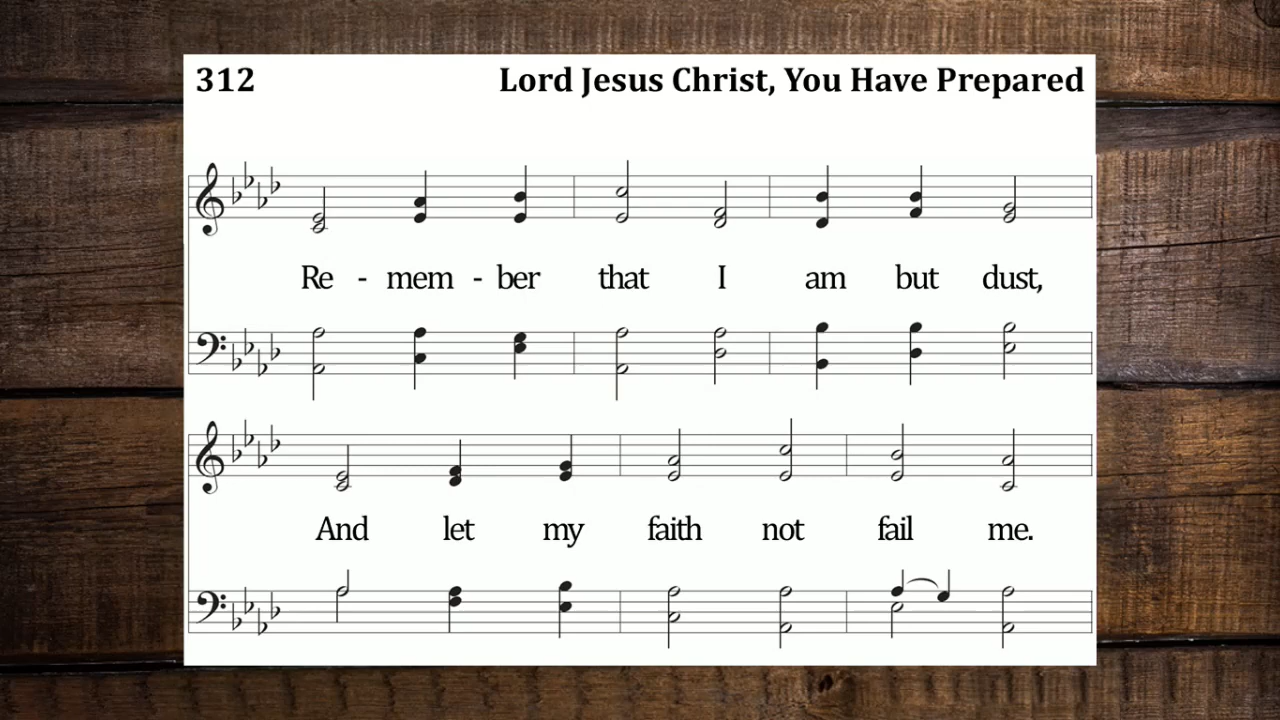 312 Lord Jesus Christ, You Have Prepared
Re - mem - ber that I am but dust,
And let my faith not fail me.